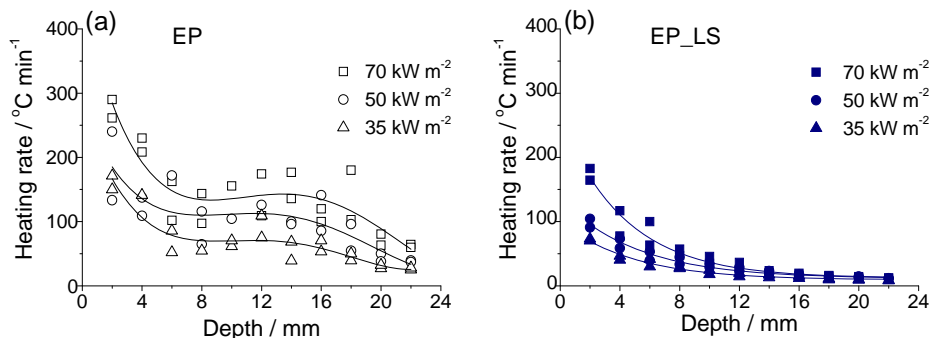 (a)
EP
70 kW m⁻²
50 kW m⁻²
35 kW m⁻²
Heating rate / °C min⁻¹
400
300
200
100
0
0 4 8 12 16 20 24
Depth / mm
(b)
EP_LS
70 kW m⁻²
50 kW m⁻²
35 kW m⁻²
Heating rate / °C min⁻¹
400
300
200
100
0
0 4 8 12 16 20 24
Depth / mm